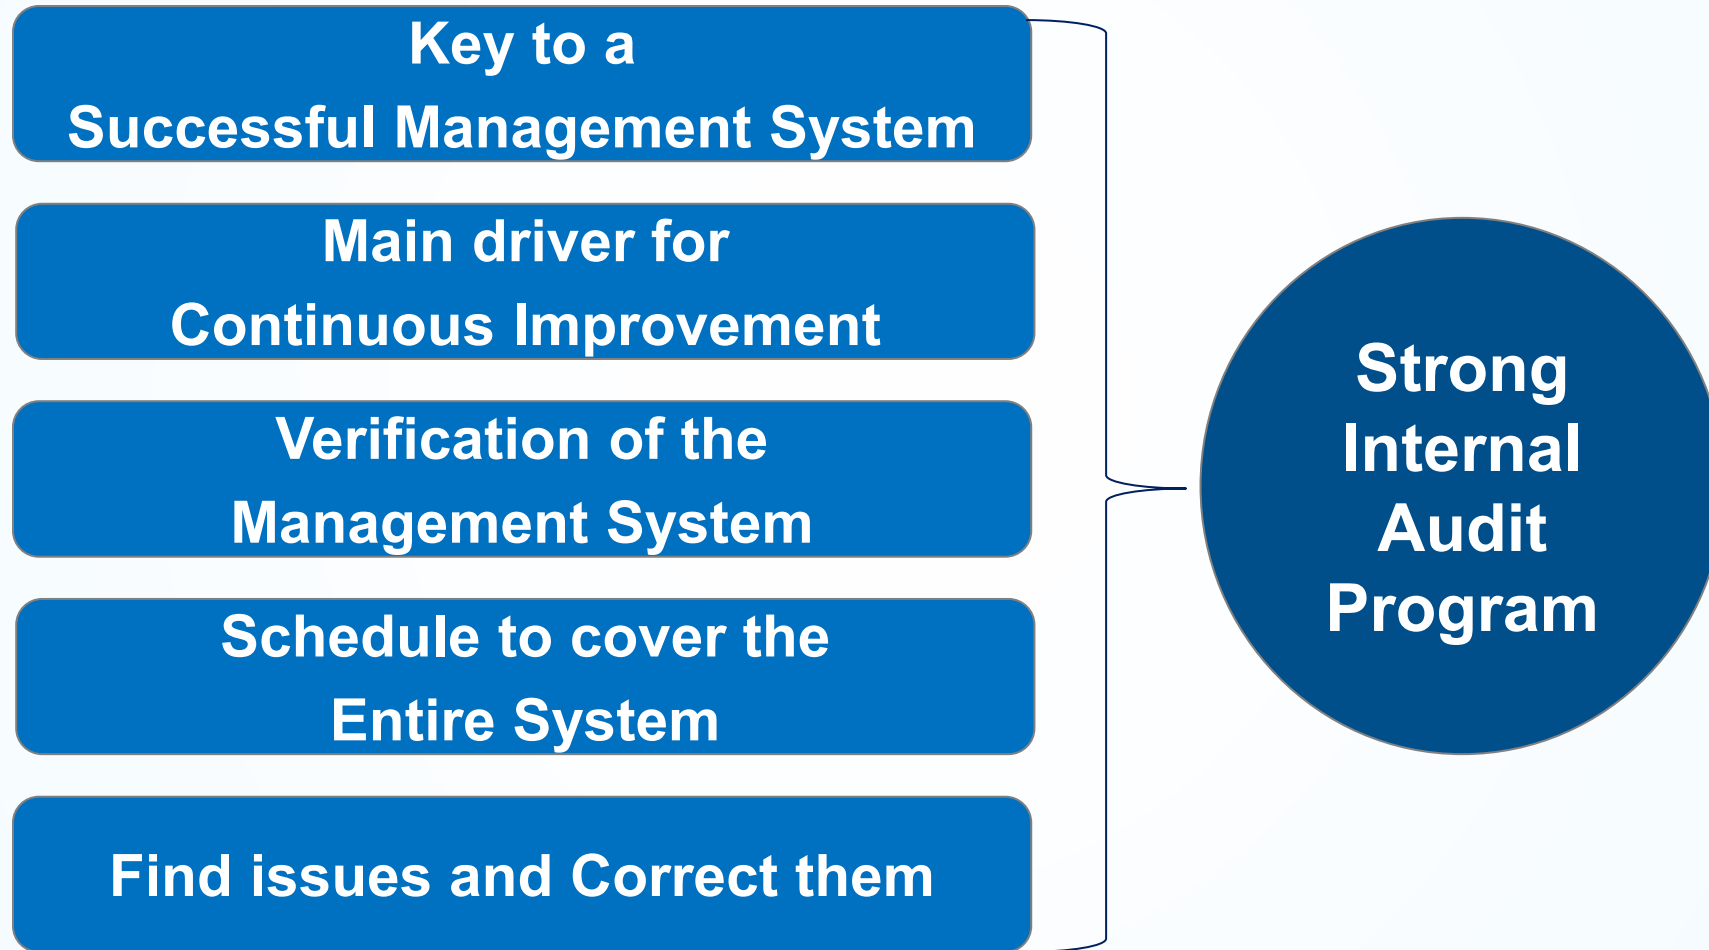 Key to a
Successful Management System
Main driver for
Continuous Improvement
Verification of the
Management System
Schedule to cover the
Entire System
Find issues and Correct them
Strong
Internal
Audit
Program